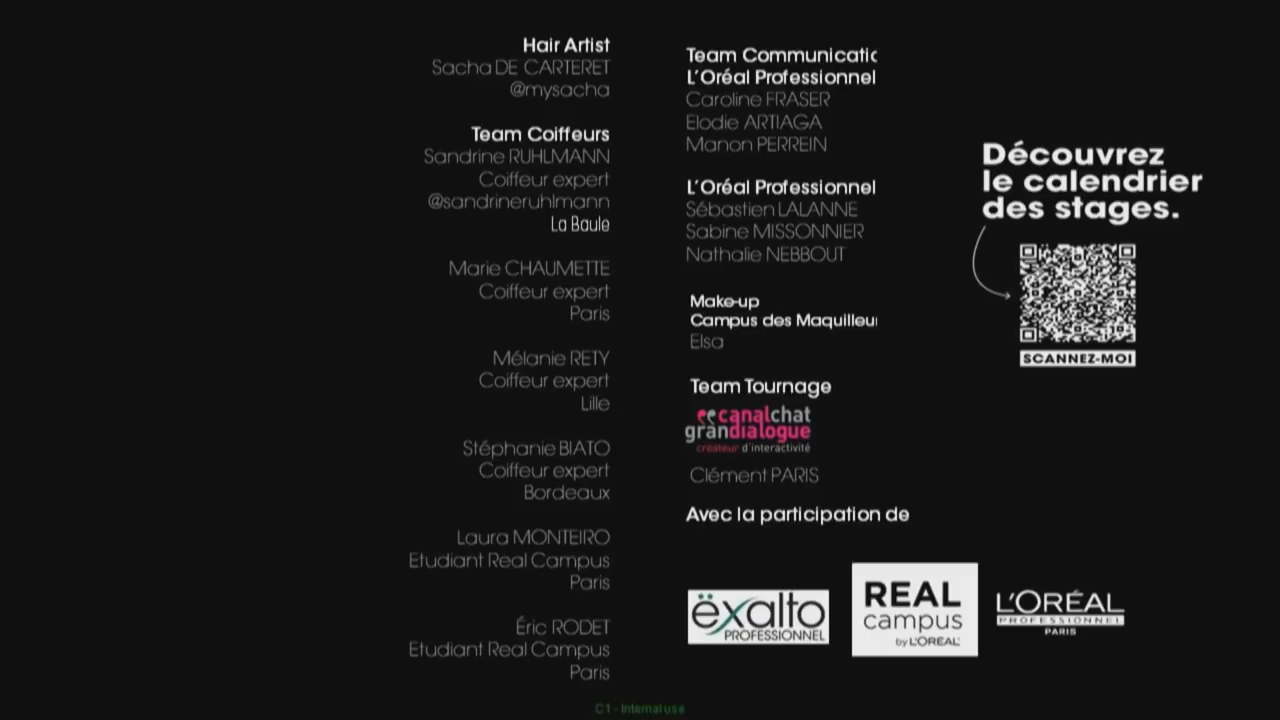 Hair Artist
Sacha DE CARTERET
@mysacha
Team Coiffeurs
Sandrine RUHLMANN
Coiffeur expert
@sandrineruhlmann
La Baule
Marie CHAUMETTE
Coiffeur expert
Paris
Mélanie RETY
Coiffeur expert
Lille
Stéphanie BIATO
Coiffeur expert
Bordeaux
Laura MONTEIRO
Etudiant Real Campus
Paris
Éric RODET
Etudiant Real Campus
Paris
Team Communicatic
L'Oréal Professionnel
Caroline FRASER
Elodie ARTIAGA
Manon PERREIN
L'Oréal Professionnel
Sébastien LALANNE
Sabine MISSONNIER
Nathalie NEBBOUT
Make-up
Campus des Maquilleu
Elsa
Team Tournage
canalchat
grandialogue
créateur d'interactivité
Clément PARIS
Avec la participation de
ëxalto
PROFESSIONNEL
REAL
campus
by L'ORÉAL
L'ORÉAL
PROFESSIONNEL
PARIS
Découvrez
le calendrier
des stages.
SCANNEZ-MOI
C1 - Internal use